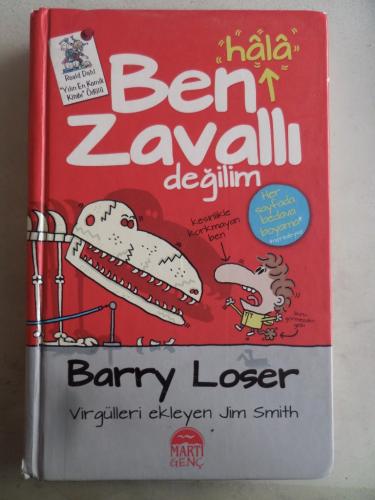 Roald Dahl
"Yılın En Komik
Kitabı" Ödülü
hâlâ
Ben
Zavallı
değilim
Her
sayfada
bedava
boyama*
kesinlikle
korkmayan
ben
Barry Loser
Virgülleri ekleyen Jim Smith
MARTI
GENÇ